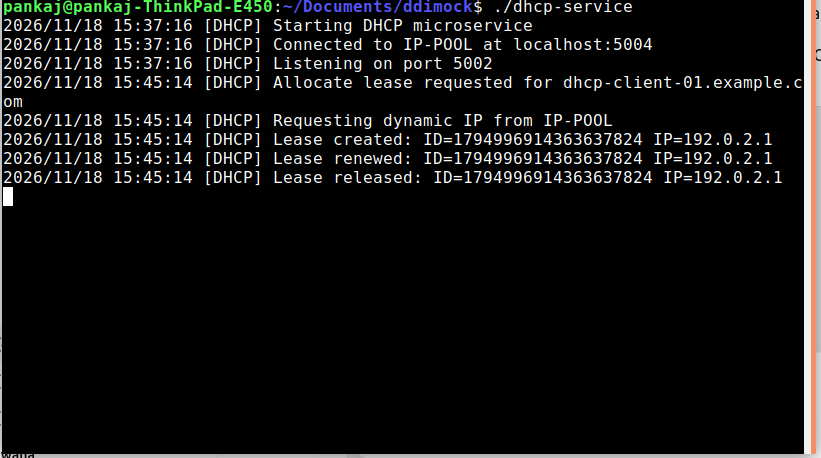 pankaj@pankaj-ThinkPad-E450:~/Documents/ddimock$ ./dhcp-service
2026/11/18 15:37:16 [DHCP] Starting DHCP microservice
2026/11/18 15:37:16 [DHCP] Connected to IP-POOL at localhost:5004
2026/11/18 15:37:16 [DHCP] Listening on port 5002
2026/11/18 15:45:14 [DHCP] Allocate lease requested for dhcp-client-01.example.c
om
2026/11/18 15:45:14 [DHCP] Requesting dynamic IP from IP-POOL
2026/11/18 15:45:14 [DHCP] Lease created: ID=1794996914363637824 IP=192.0.2.1
2026/11/18 15:45:14 [DHCP] Lease renewed: ID=1794996914363637824 IP=192.0.2.1
2026/11/18 15:45:14 [DHCP] Lease released: ID=1794996914363637824 IP=192.0.2.1